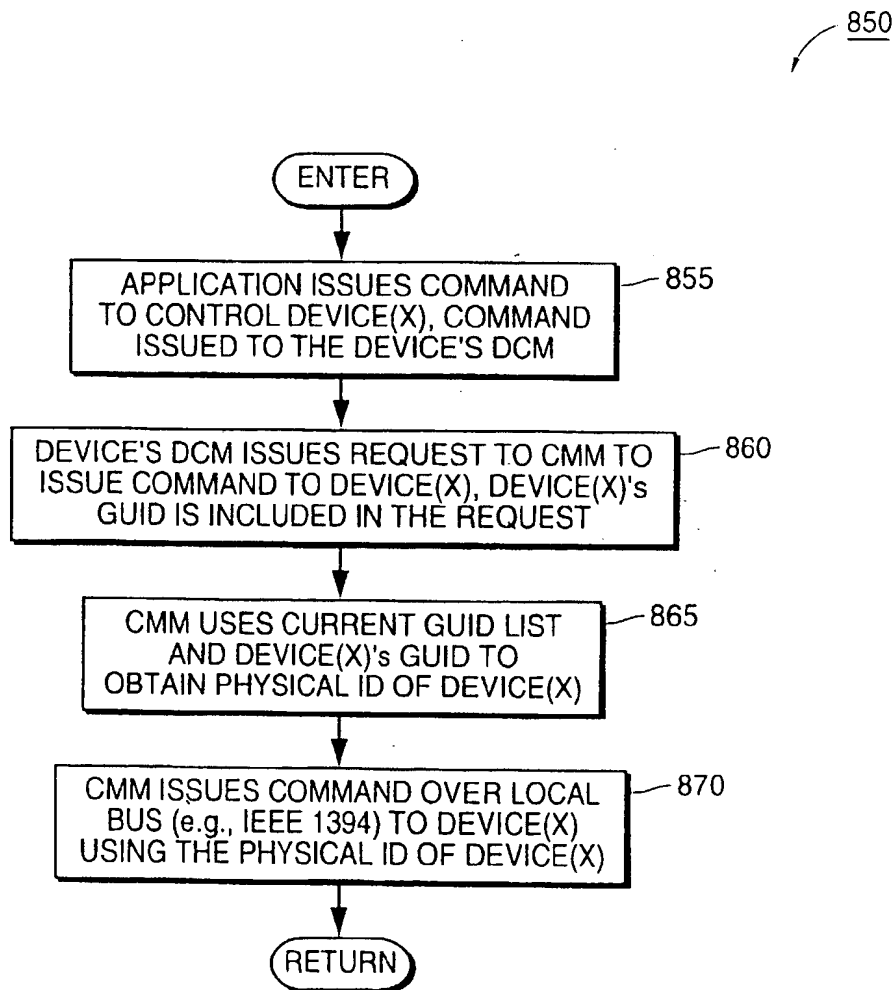 850
ENTER
APPLICATION ISSUES COMMAND
TO CONTROL DEVICE(X), COMMAND
ISSUED TO THE DEVICE'S DCM
855
DEVICE'S DCM ISSUES REQUEST TO CMM TO
ISSUE COMMAND TO DEVICE(X), DEVICE(X)'s
GUID IS INCLUDED IN THE REQUEST
860
CMM USES CURRENT GUID LIST
AND DEVICE(X)'s GUID TO
OBTAIN PHYSICAL ID OF DEVICE(X)
865
CMM ISSUES COMMAND OVER LOCAL
BUS (e.g., IEEE 1394) TO DEVICE(X)
USING THE PHYSICAL ID OF DEVICE(X)
870
RETURN